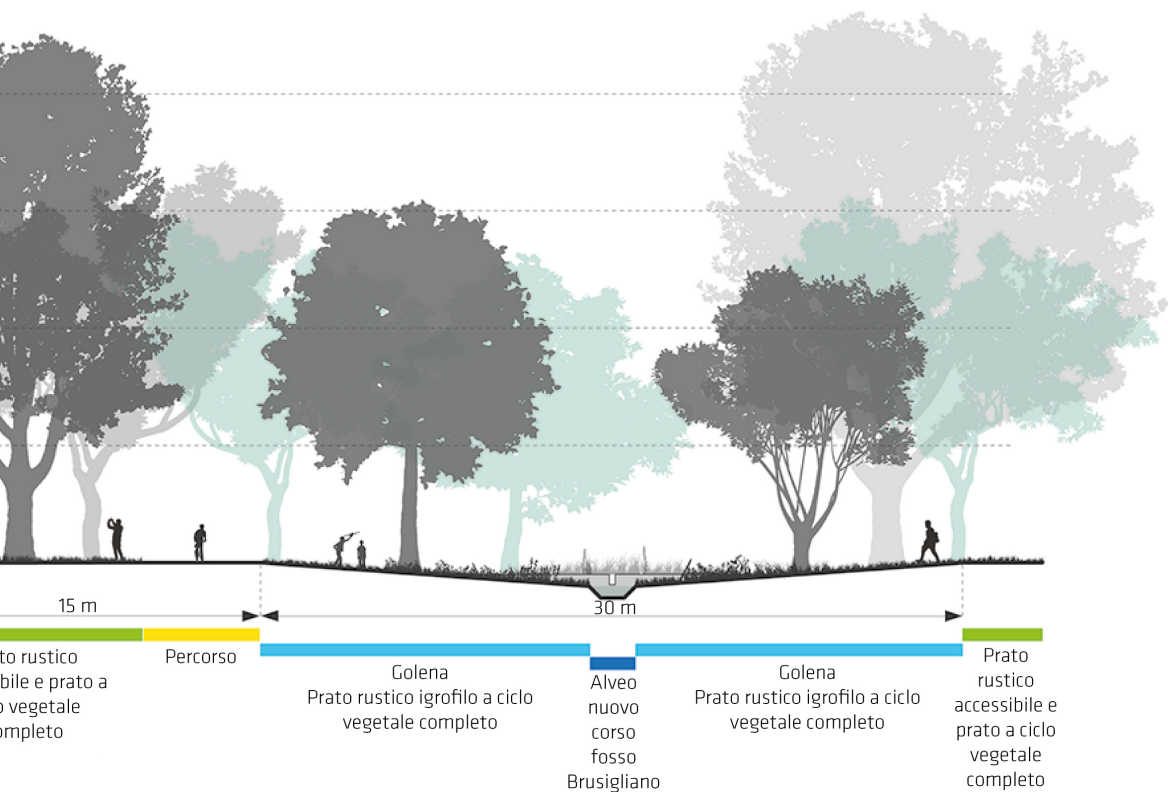 15 m
30 m
to rustico
bile e prato a
o vegetale
ompleto
Percorso
Golena
Prato rustico igrofilo a ciclo
vegetale completo
Alveo
nuovo
corso
fosso
Brusigliano
Golena
Prato rustico igrofilo a ciclo
vegetale completo
Prato
rustico
accessibile e
prato a ciclo
vegetale
completo